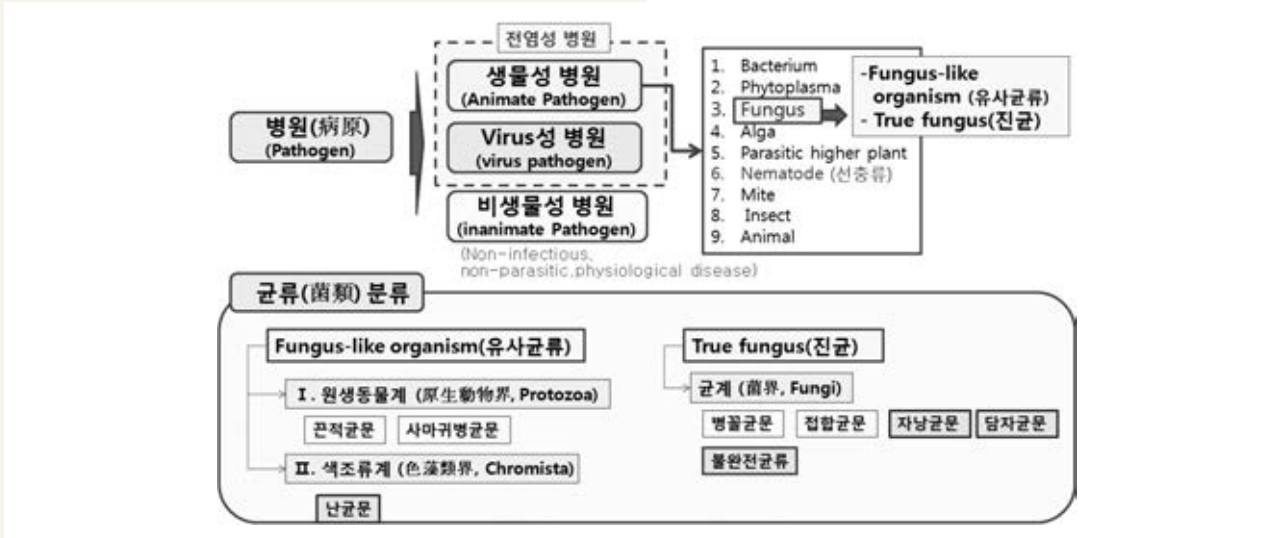 전염성 병원
생물성 병원
(Animate Pathogen)
병원(病原)
(Pathogen)
Virus성 병원
(virus pathogen)
비생물성 병원
(inanimate Pathogen)
(Non-infectious,
non-parasitic,physiological disease)
1. Bacterium
2. Phytoplasma
3. Fungus
4. Alga
5. Parasitic higher plant
6. Nematode (선충류)
7. Mite
8. Insect
9. Animal
-Fungus-like
organism (유사균류)
- True fungus(진균)
균류(菌類) 분류
Fungus-like organism(유사균류)
Ⅰ. 원생동물계 (原生動物界, Protozoa)
끈적균문 사마귀병균문
Ⅱ. 색조류계 (色藻類界, Chromista)
난균문
True fungus(진균)
균계 (菌界, Fungi)
병꼴균문 접합균문 자낭균문 담자균문
불완전균류